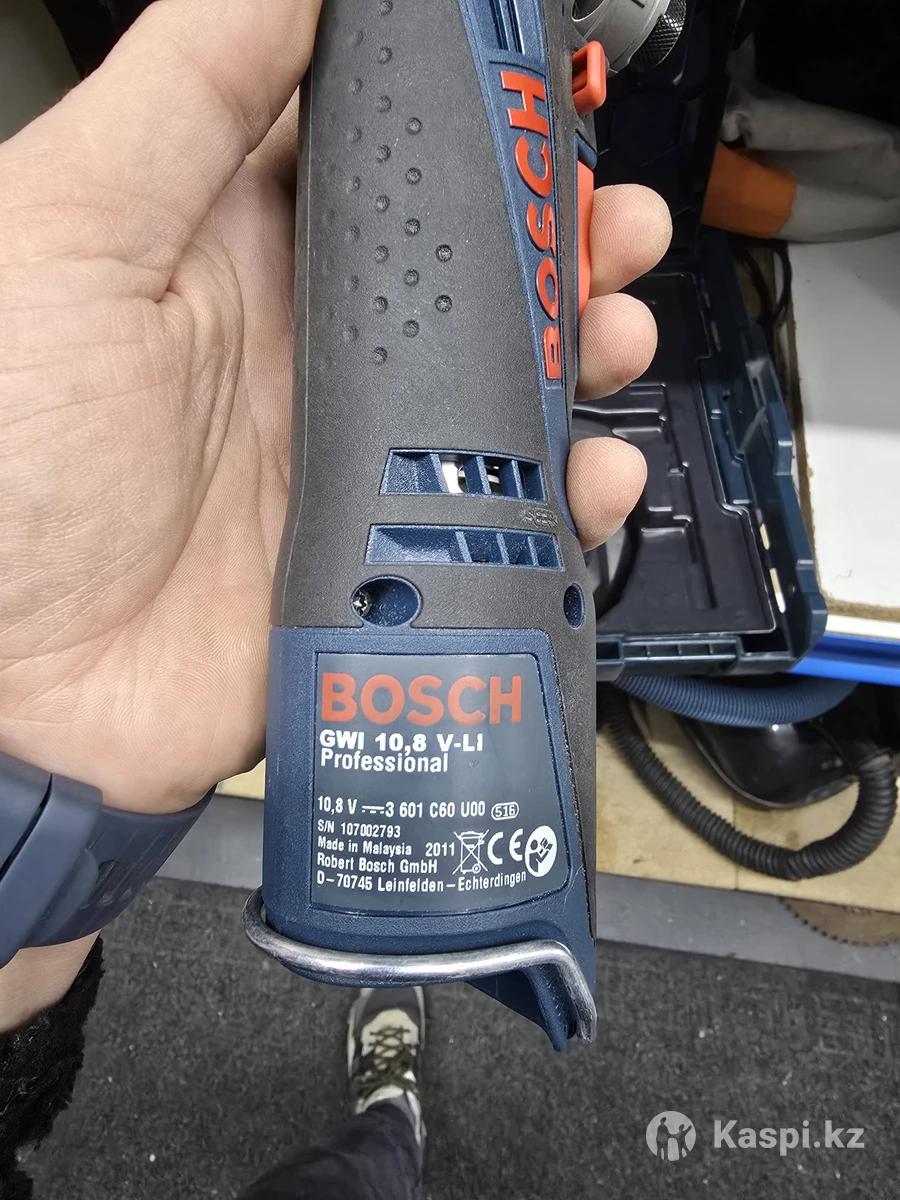 BOSCH
BOSCH
GWI 10,8 V-LI
Professional
10,8 V 3 601 C60 U00 516
S/N 107002793
Made in Malaysia 2011
Robert Bosch GmbH
D-70745 Leinfelden-Echterdingen
CE
Kaspi.kz